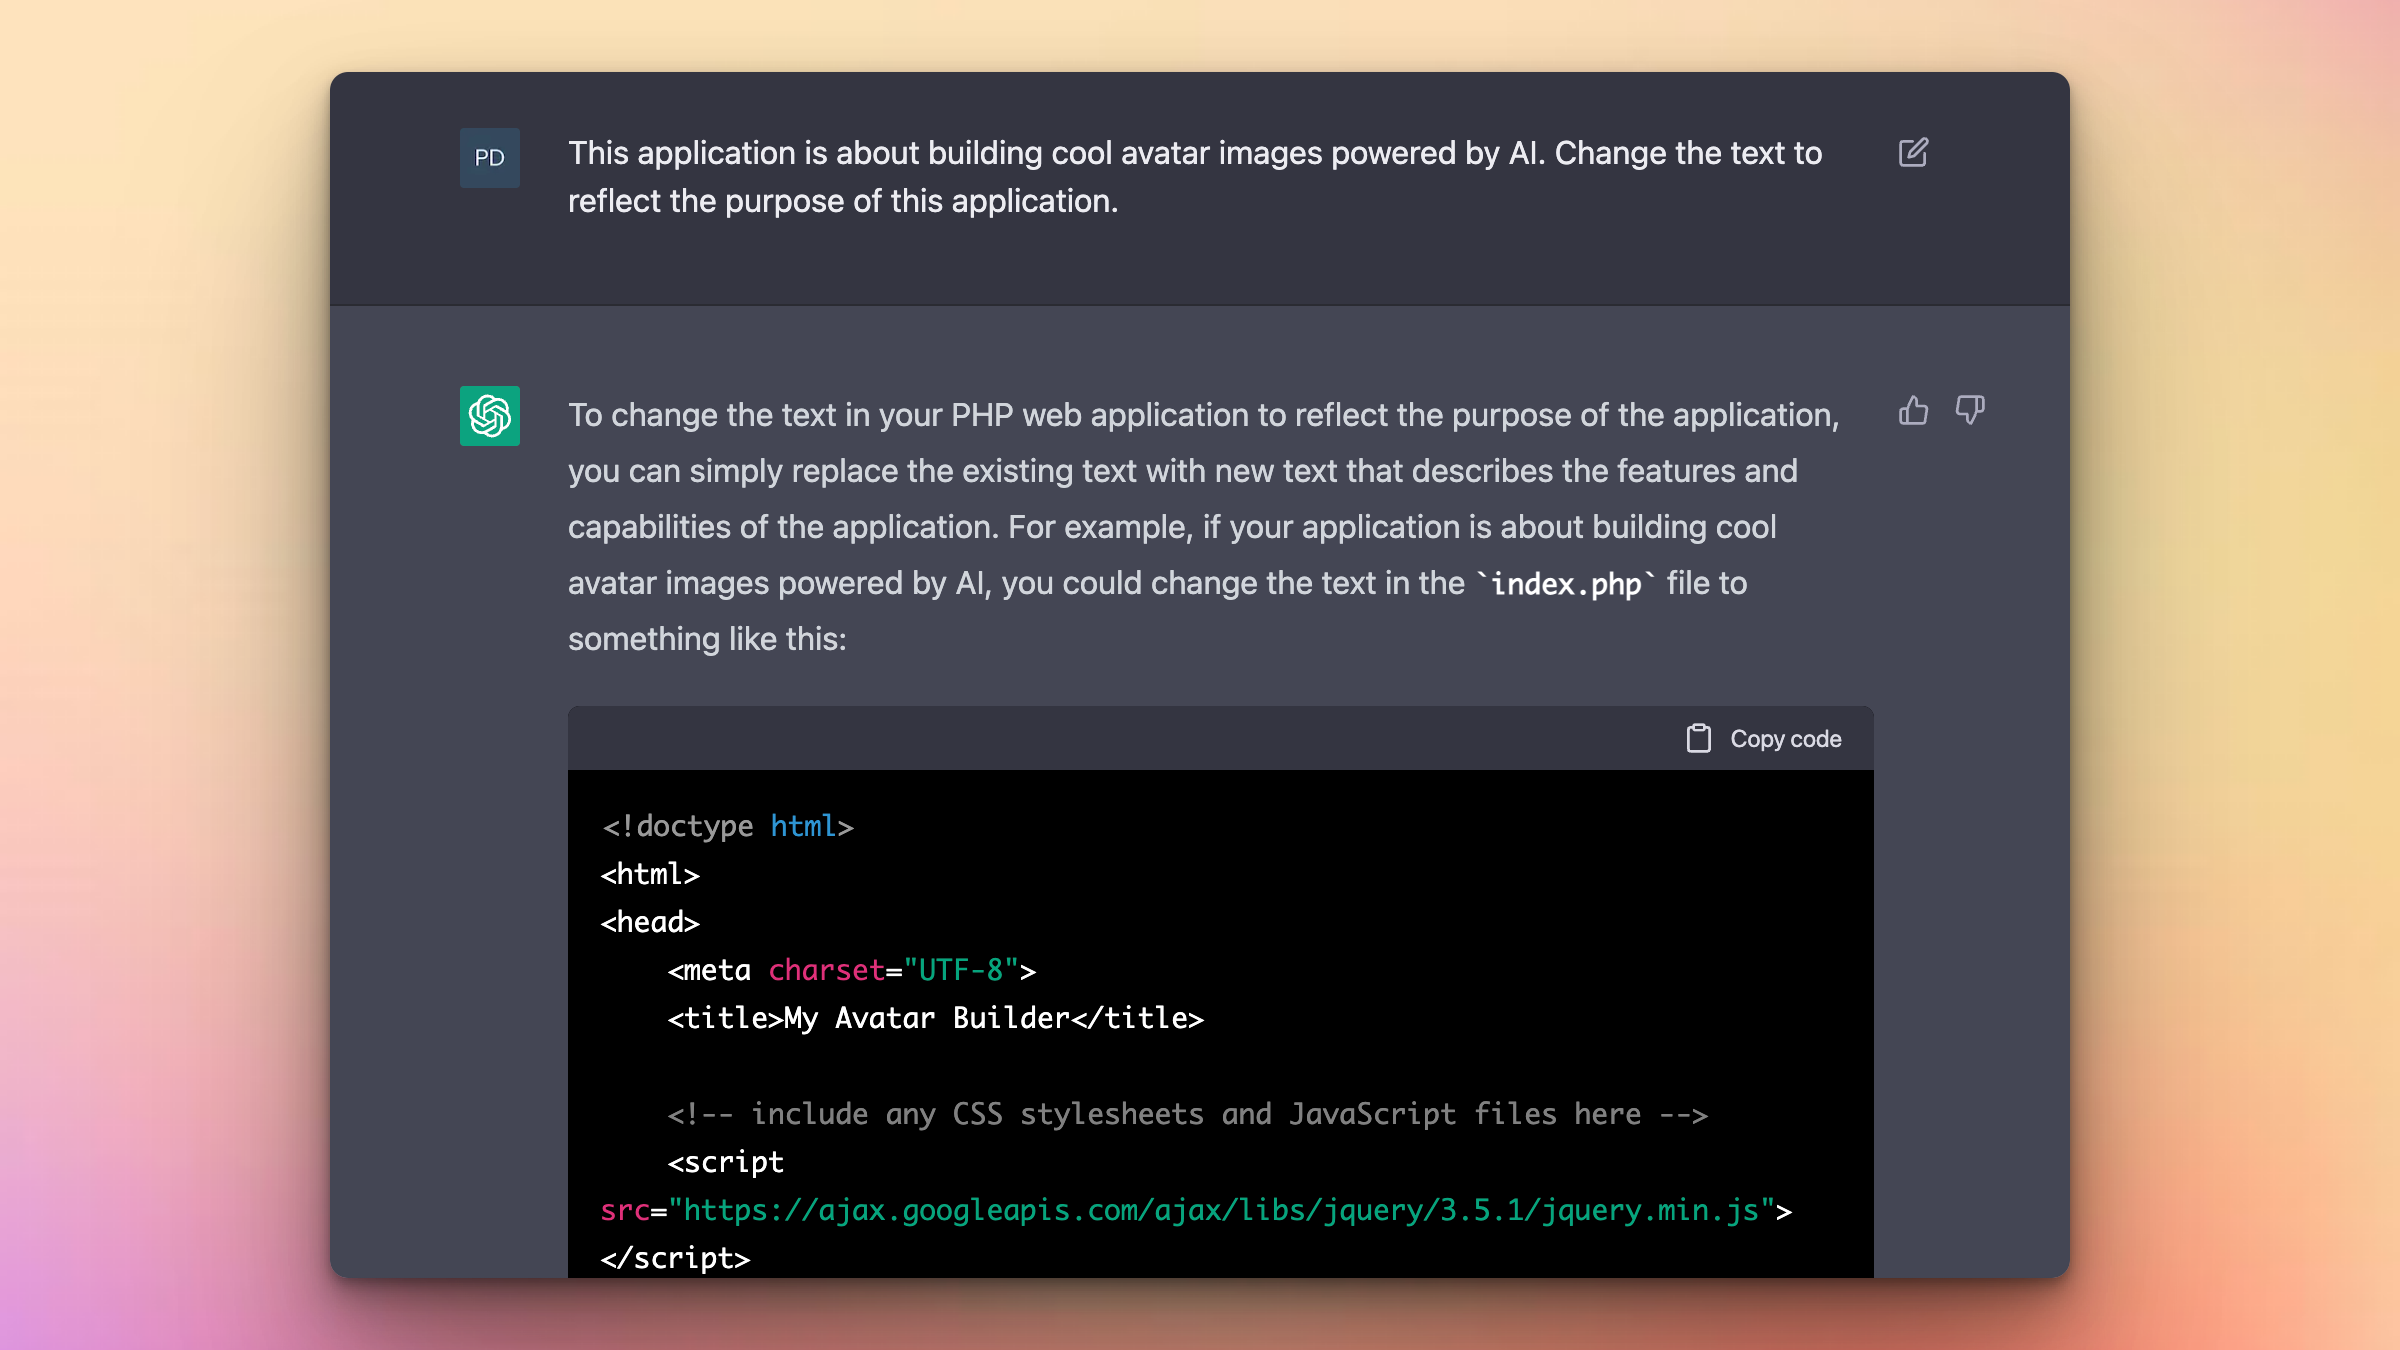 PD
This application is about building cool avatar images powered by AI. Change the text to
reflect the purpose of this application.
To change the text in your PHP web application to reflect the purpose of the application,
you can simply replace the existing text with new text that describes the features and
capabilities of the application. For example, if your application is about building cool
avatar images powered by AI, you could change the text in the `index.php` file to
something like this:
Copy code
<!doctype html>
<html>
<head>
    <meta charset="UTF-8">
    <title>My Avatar Builder</title>
    <!-- include any CSS stylesheets and JavaScript files here -->
    <script
src="https://ajax.googleapis.com/ajax/libs/jquery/3.5.1/jquery.min.js">
</script>